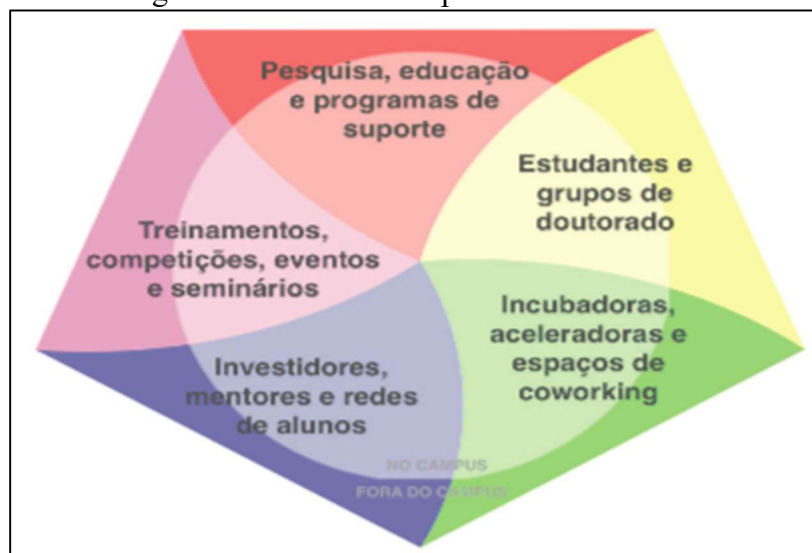 Pesquisa, educação
e programas de
suporte
Estudantes e
grupos de
doutorado
Treinamentos,
competições, eventos
e seminários
Incubadoras,
aceleradoras e
espaços de
coworking
Investidores,
mentores e redes
de alunos
NO CAMPUS
FORA DO CAMPUS